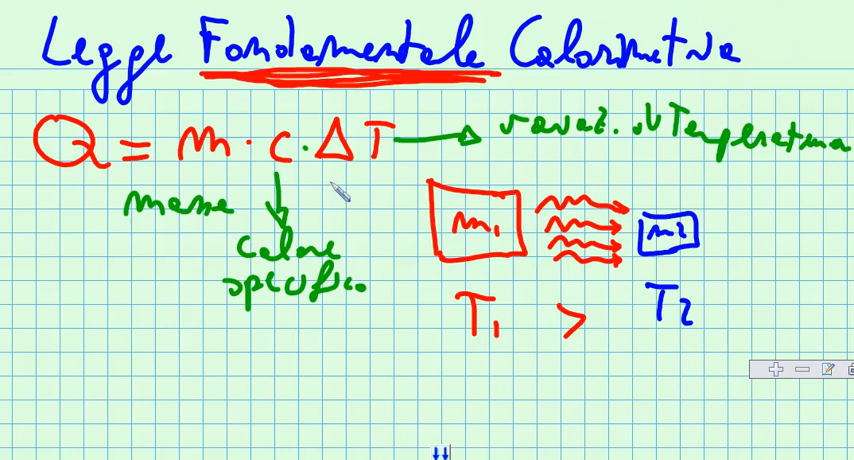 Legge Fondamentale Calorimetria
Q = m · c · ΔT → variaz. di Temperatura
massa
calore
specifico
m1
m2
T1 > T2